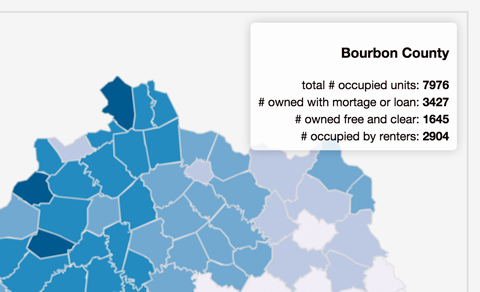 Bourbon County
total # occupied units: 7976
# owned with mortage or loan: 3427
# owned free and clear: 1645
# occupied by renters: 2904